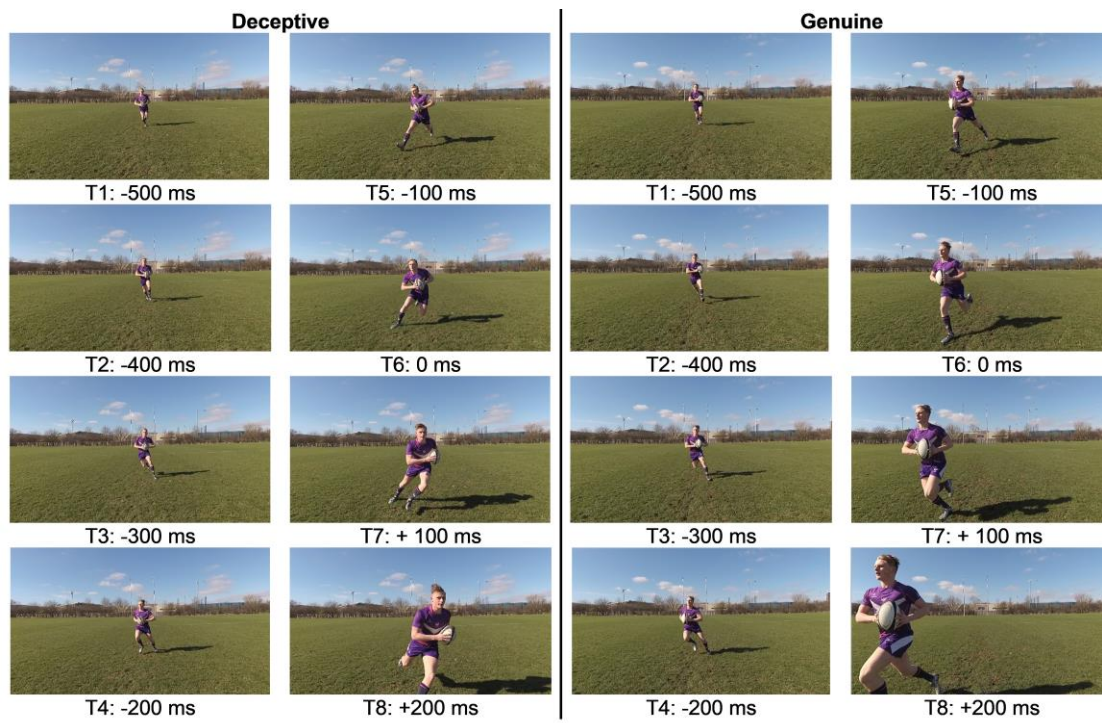 Deceptive
Genuine
T1: -500 ms
T5: -100 ms
T1: -500 ms
T5: -100 ms
T2: -400 ms
T6: 0 ms
T2: -400 ms
T6: 0 ms
T3: -300 ms
T7: + 100 ms
T3: -300 ms
T7: + 100 ms
T4: -200 ms
T8: +200 ms
T4: -200 ms
T8: +200 ms